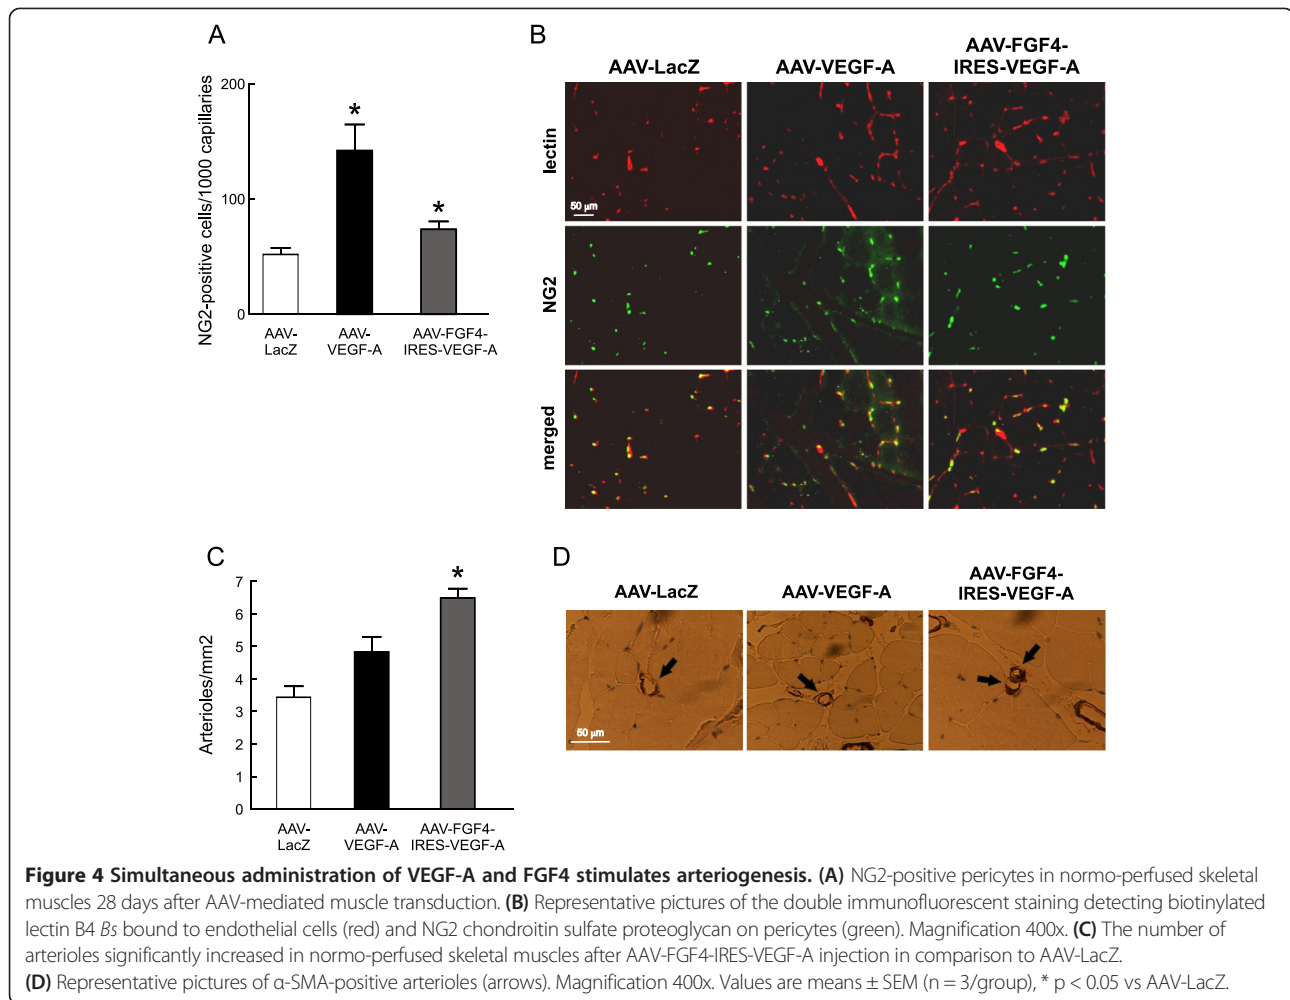 A
NG2-positive cells/1000 capillaries
200
100
0
*
*
AAV-
LacZ
AAV-
VEGF-A
AAV-FGF4-
IRES-VEGF-A
B
AAV-LacZ
AAV-VEGF-A
AAV-FGF4-
IRES-VEGF-A
lectin
50 µm
NG2
merged
C
Arterioles/mm2
7
6
5
4
3
2
1
0
*
AAV-
LacZ
AAV-
VEGF-A
AAV-FGF4-
IRES-VEGF-A
D
AAV-LacZ
AAV-VEGF-A
AAV-FGF4-
IRES-VEGF-A
50 µm
Figure 4 Simultaneous administration of VEGF-A and FGF4 stimulates arteriogenesis. (A) NG2-positive pericytes in normo-perfused skeletal
muscles 28 days after AAV-mediated muscle transduction. (B) Representative pictures of the double immunofluorescent staining detecting biotinylated
lectin B4 Bs bound to endothelial cells (red) and NG2 chondroitin sulfate proteoglycan on pericytes (green). Magnification 400x. (C) The number of
arterioles significantly increased in normo-perfused skeletal muscles after AAV-FGF4-IRES-VEGF-A injection in comparison to AAV-LacZ.
(D) Representative pictures of α-SMA-positive arterioles (arrows). Magnification 400x. Values are means ± SEM (n = 3/group), * p < 0.05 vs AAV-LacZ.